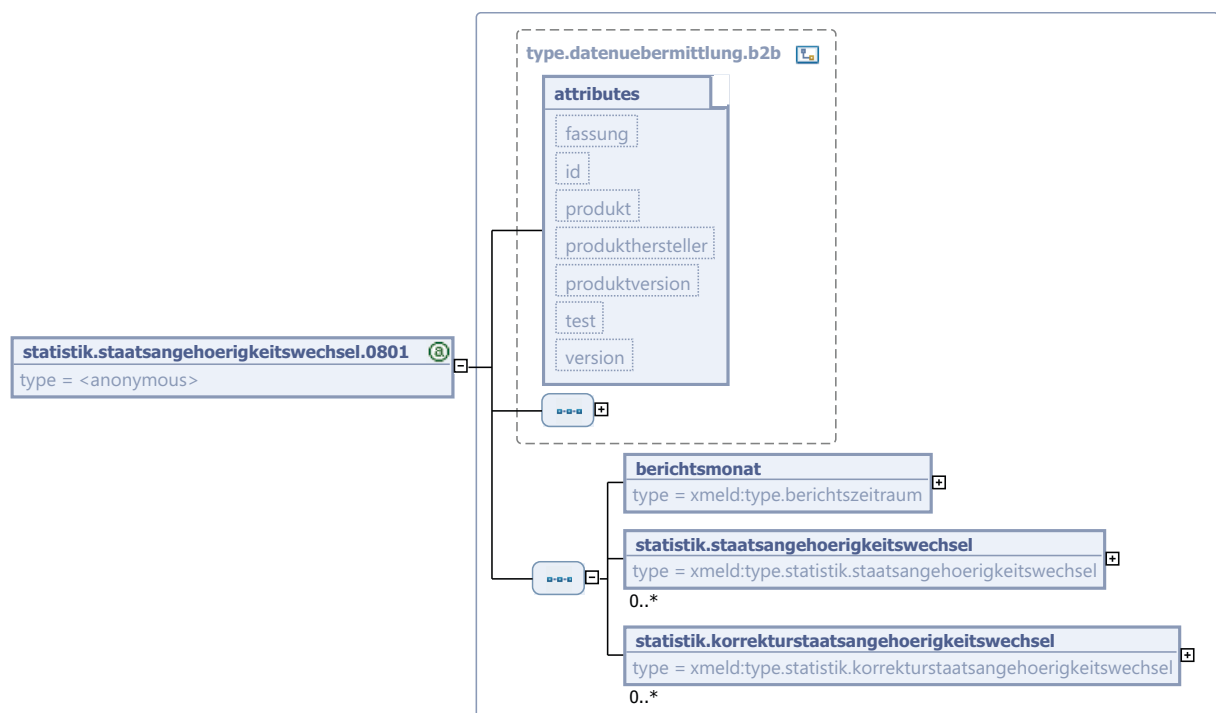 type.datenuebermittlung.b2b
attributes
fassung
id
produkt
produkthersteller
produktversion
test
version
statistik.staatsangehoerigkeitswechsel.0801
type = <anonymous>
berichtsmonat
type = xmeld:type.berichtszeitraum
statistik.staatsangehoerigkeitswechsel
type = xmeld:type.statistik.staatsangehoerigkeitswechsel
0..*
statistik.korrekturstaatsangehoerigkeitswechsel
type = xmeld:type.statistik.korrekturstaatsangehoerigkeitswechsel
0..*